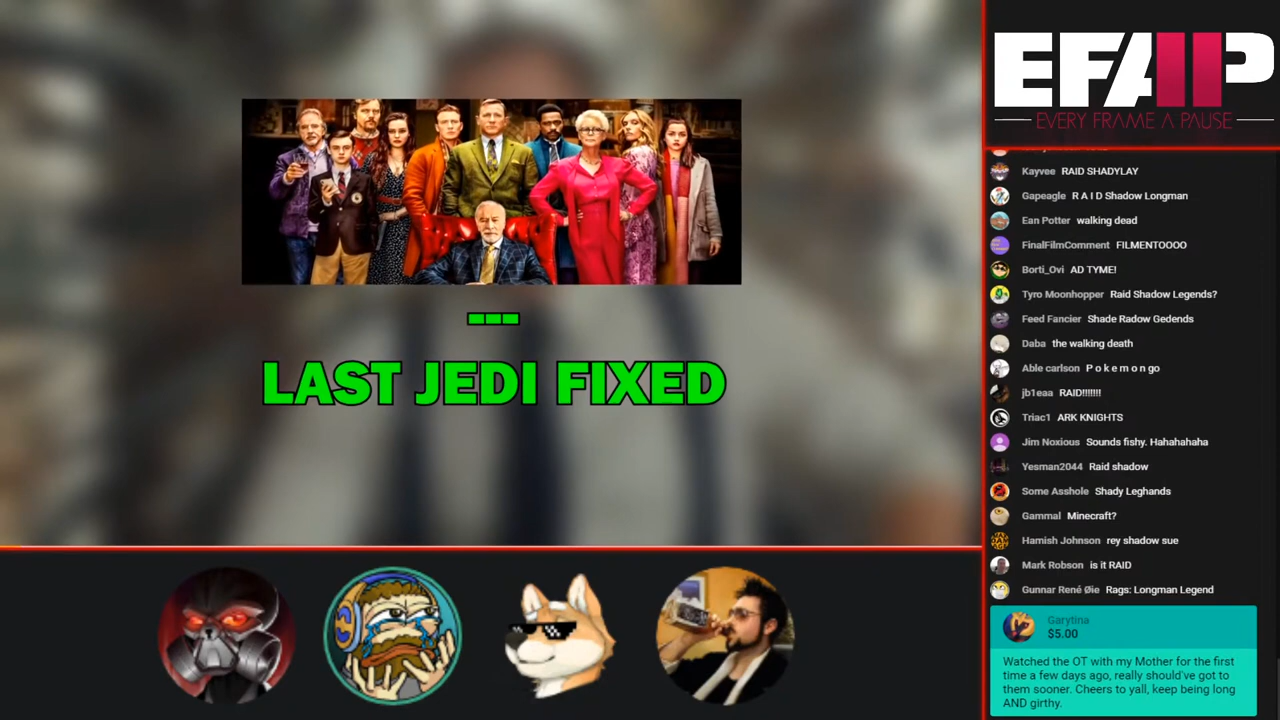 EFAP
EVERY FRAME A PAUSE
Kayvee RAID SHADYLAY
Gapeagle R A I D Shadow Longman
Ean Potter walking dead
FinalFilmComment FILMENTOOOO
Borti_Ovi AD TYME!
Tyro Moonhopper Raid Shadow Legends?
Feed Fancier Shade Radow Gedends
Daba the walking death
Able carlson P o k e m o n go
jb1eaa RAID!!!!!!!
Triac1 ARK KNIGHTS
Jim Noxious Sounds fishy. Hahahahaha
Yesman2044 Raid shadow
Some Asshole Shady Leghands
Gammal Minecraft?
Hamish Johnson rey shadow sue
Mark Robson is it RAID
Gunnar René Øie Rags: Longman Legend
Garytina
$5.00
Watched the OT with my Mother for the first
time a few days ago, really should've got to
them sooner. Cheers to yall, keep being long
AND girthy.
---
LAST JEDI FIXED